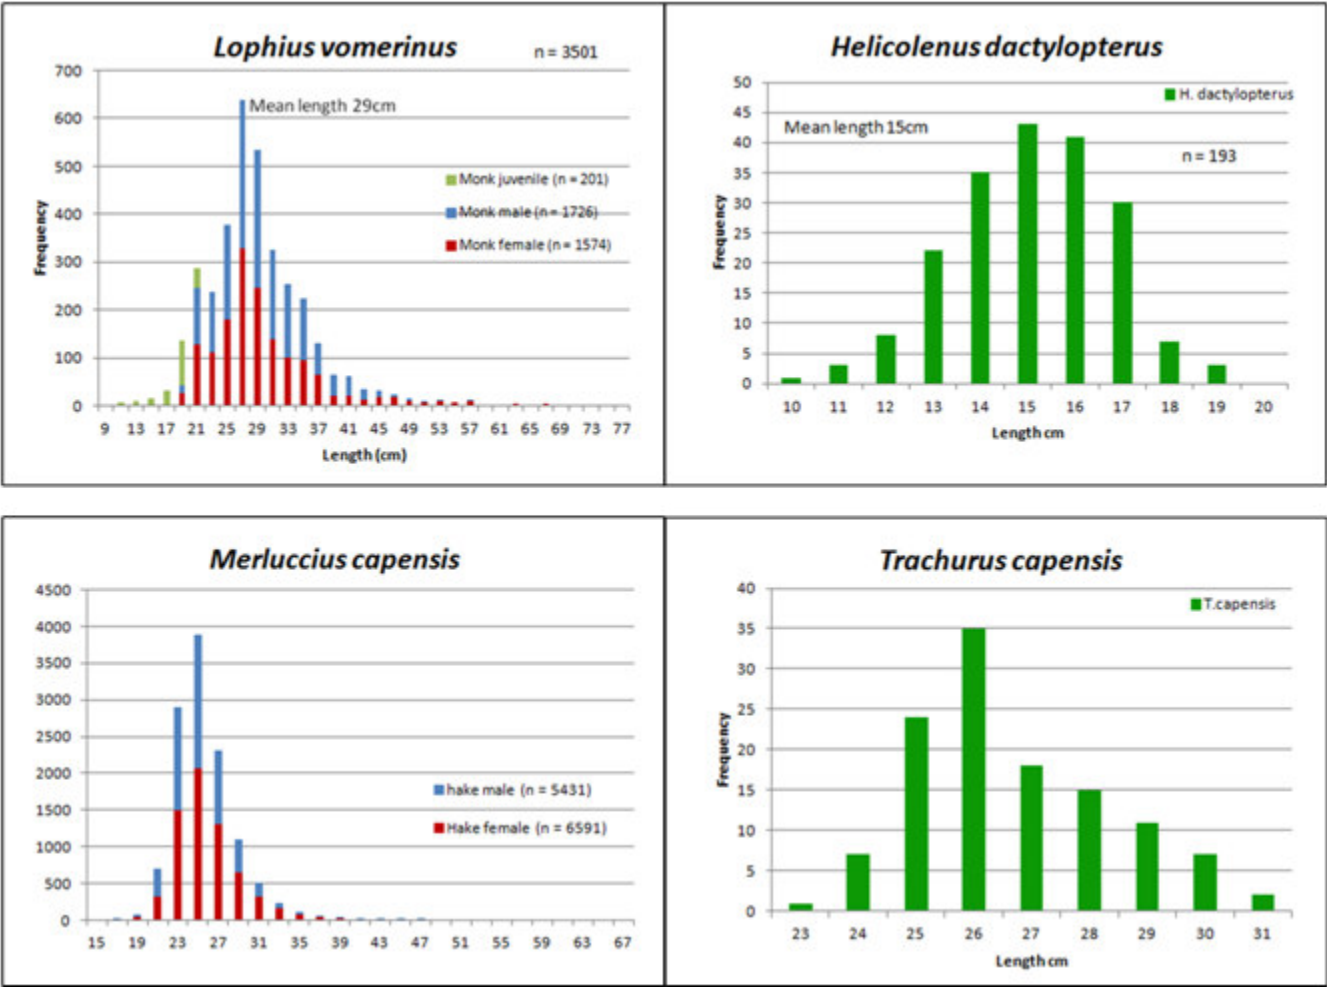 Lophius vomerinus
n = 3501
700
600
500
400
300
200
100
0
Frequency
Mean length 29cm
Monk juvenile (n = 201)
Monk male (n = 1726)
Monk female (n = 1574)
9 13 17 21 25 29 33 37 41 45 49 53 57 61 65 69 73 77
Length (cm)
Helicolenus dactylopterus
50
45
40
35
30
25
20
15
10
5
0
Frequency
H. dactylopterus
Mean length 15cm
n = 193
10 11 12 13 14 15 16 17 18 19 20
Length cm
Merluccius capensis
4500
4000
3500
3000
2500
2000
1500
1000
500
0
hake male (n = 5431)
Hake female (n = 6591)
15 19 23 27 31 35 39 43 47 51 55 59 63 67
Trachurus capensis
40
35
30
25
20
15
10
5
0
Frequency
T.capensis
23 24 25 26 27 28 29 30 31
Length cm